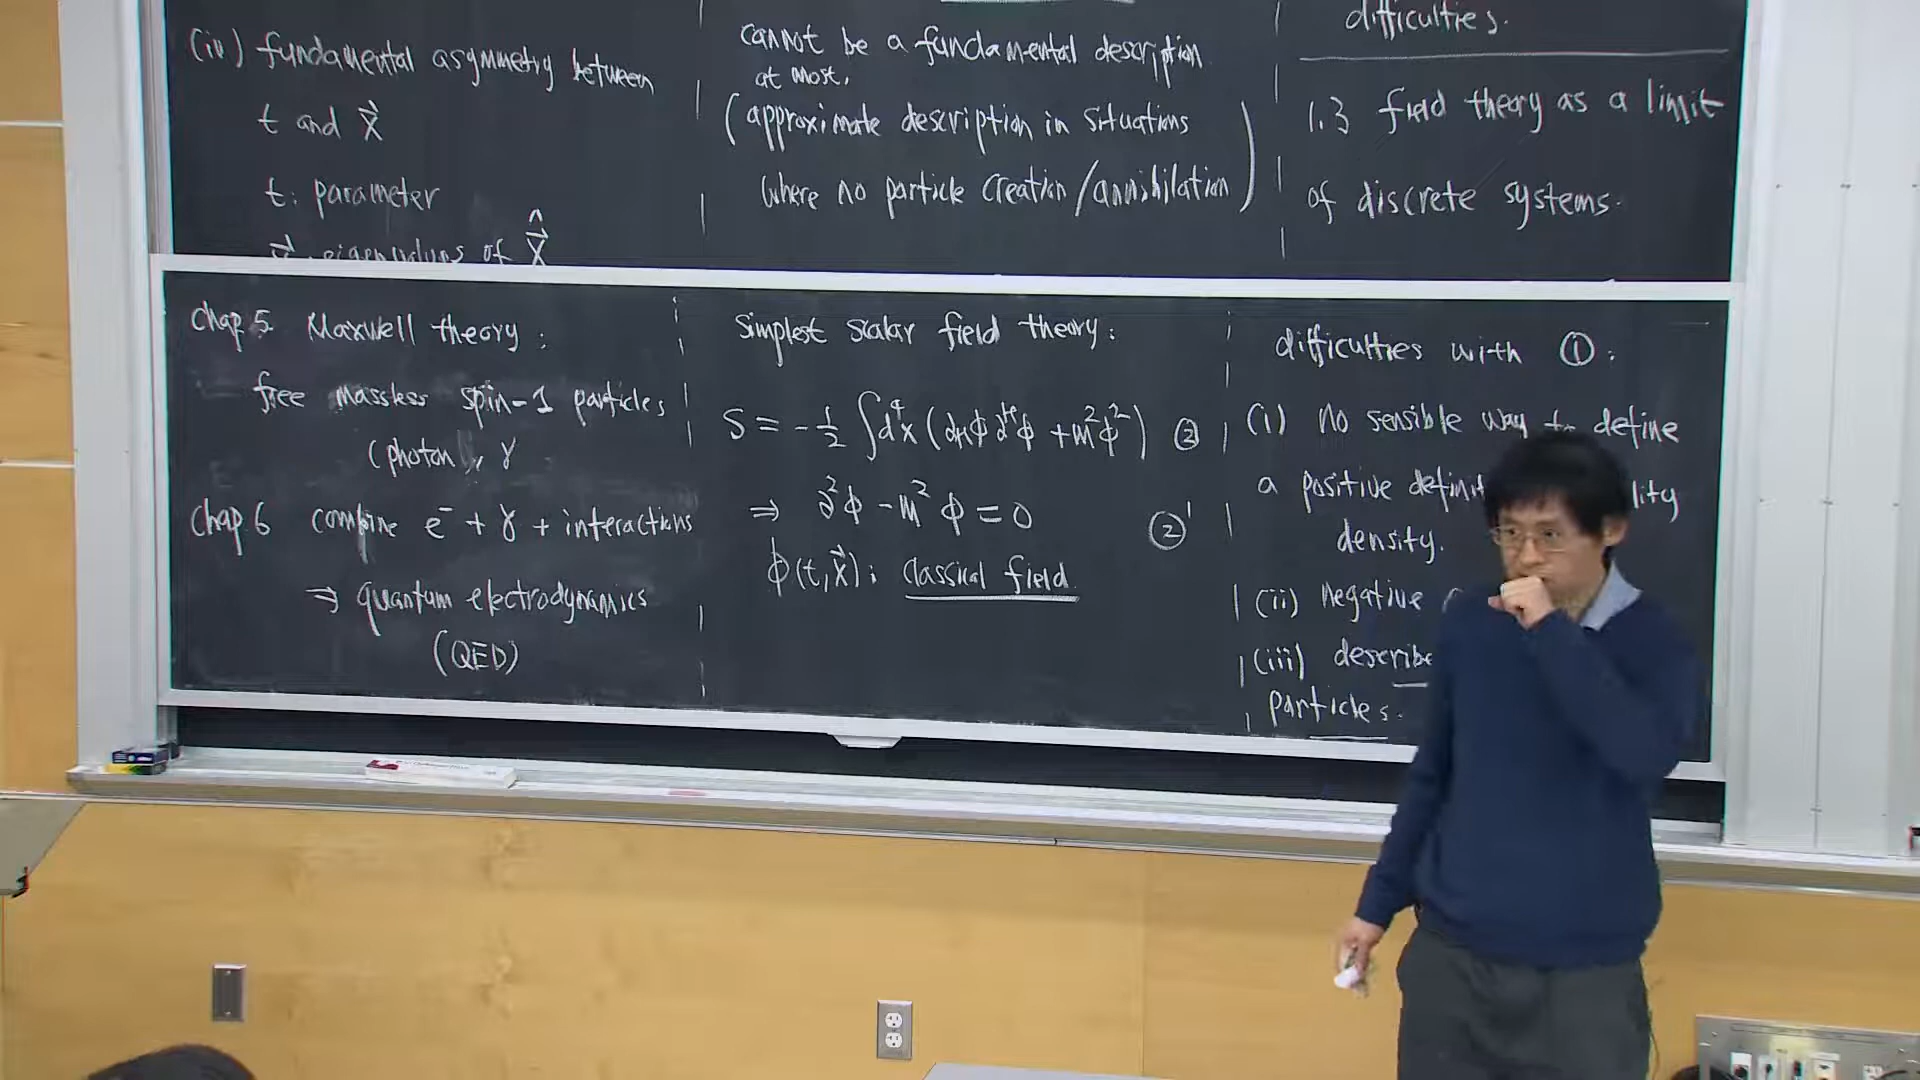 (iv) fundamental asymmetry between
t and x⃗
t: parameter
eigenvalues of x̂⃗
cannot be a fundamental description
at most,
(approximate description in situations
where no particle creation/annihilation)
difficulties.
1.3 field theory as a limit
of discrete systems.
Chap 5. Maxwell theory:
free massless spin-1 particles
(photon), γ
Chap 6 combine e⁻ + γ + interactions
⇒ quantum electrodynamics
(QED)
Simplest scalar field theory:
S = -½ ∫d⁴x (∂μϕ ∂^μϕ + m²ϕ²) ②
⇒ ∂²ϕ - m²ϕ = 0 ②'
ϕ(t,x⃗): classical field.
difficulties with ①:
(i) no sensible way to define
a positive
density.
(ii) negative
(iii) describe
particles.